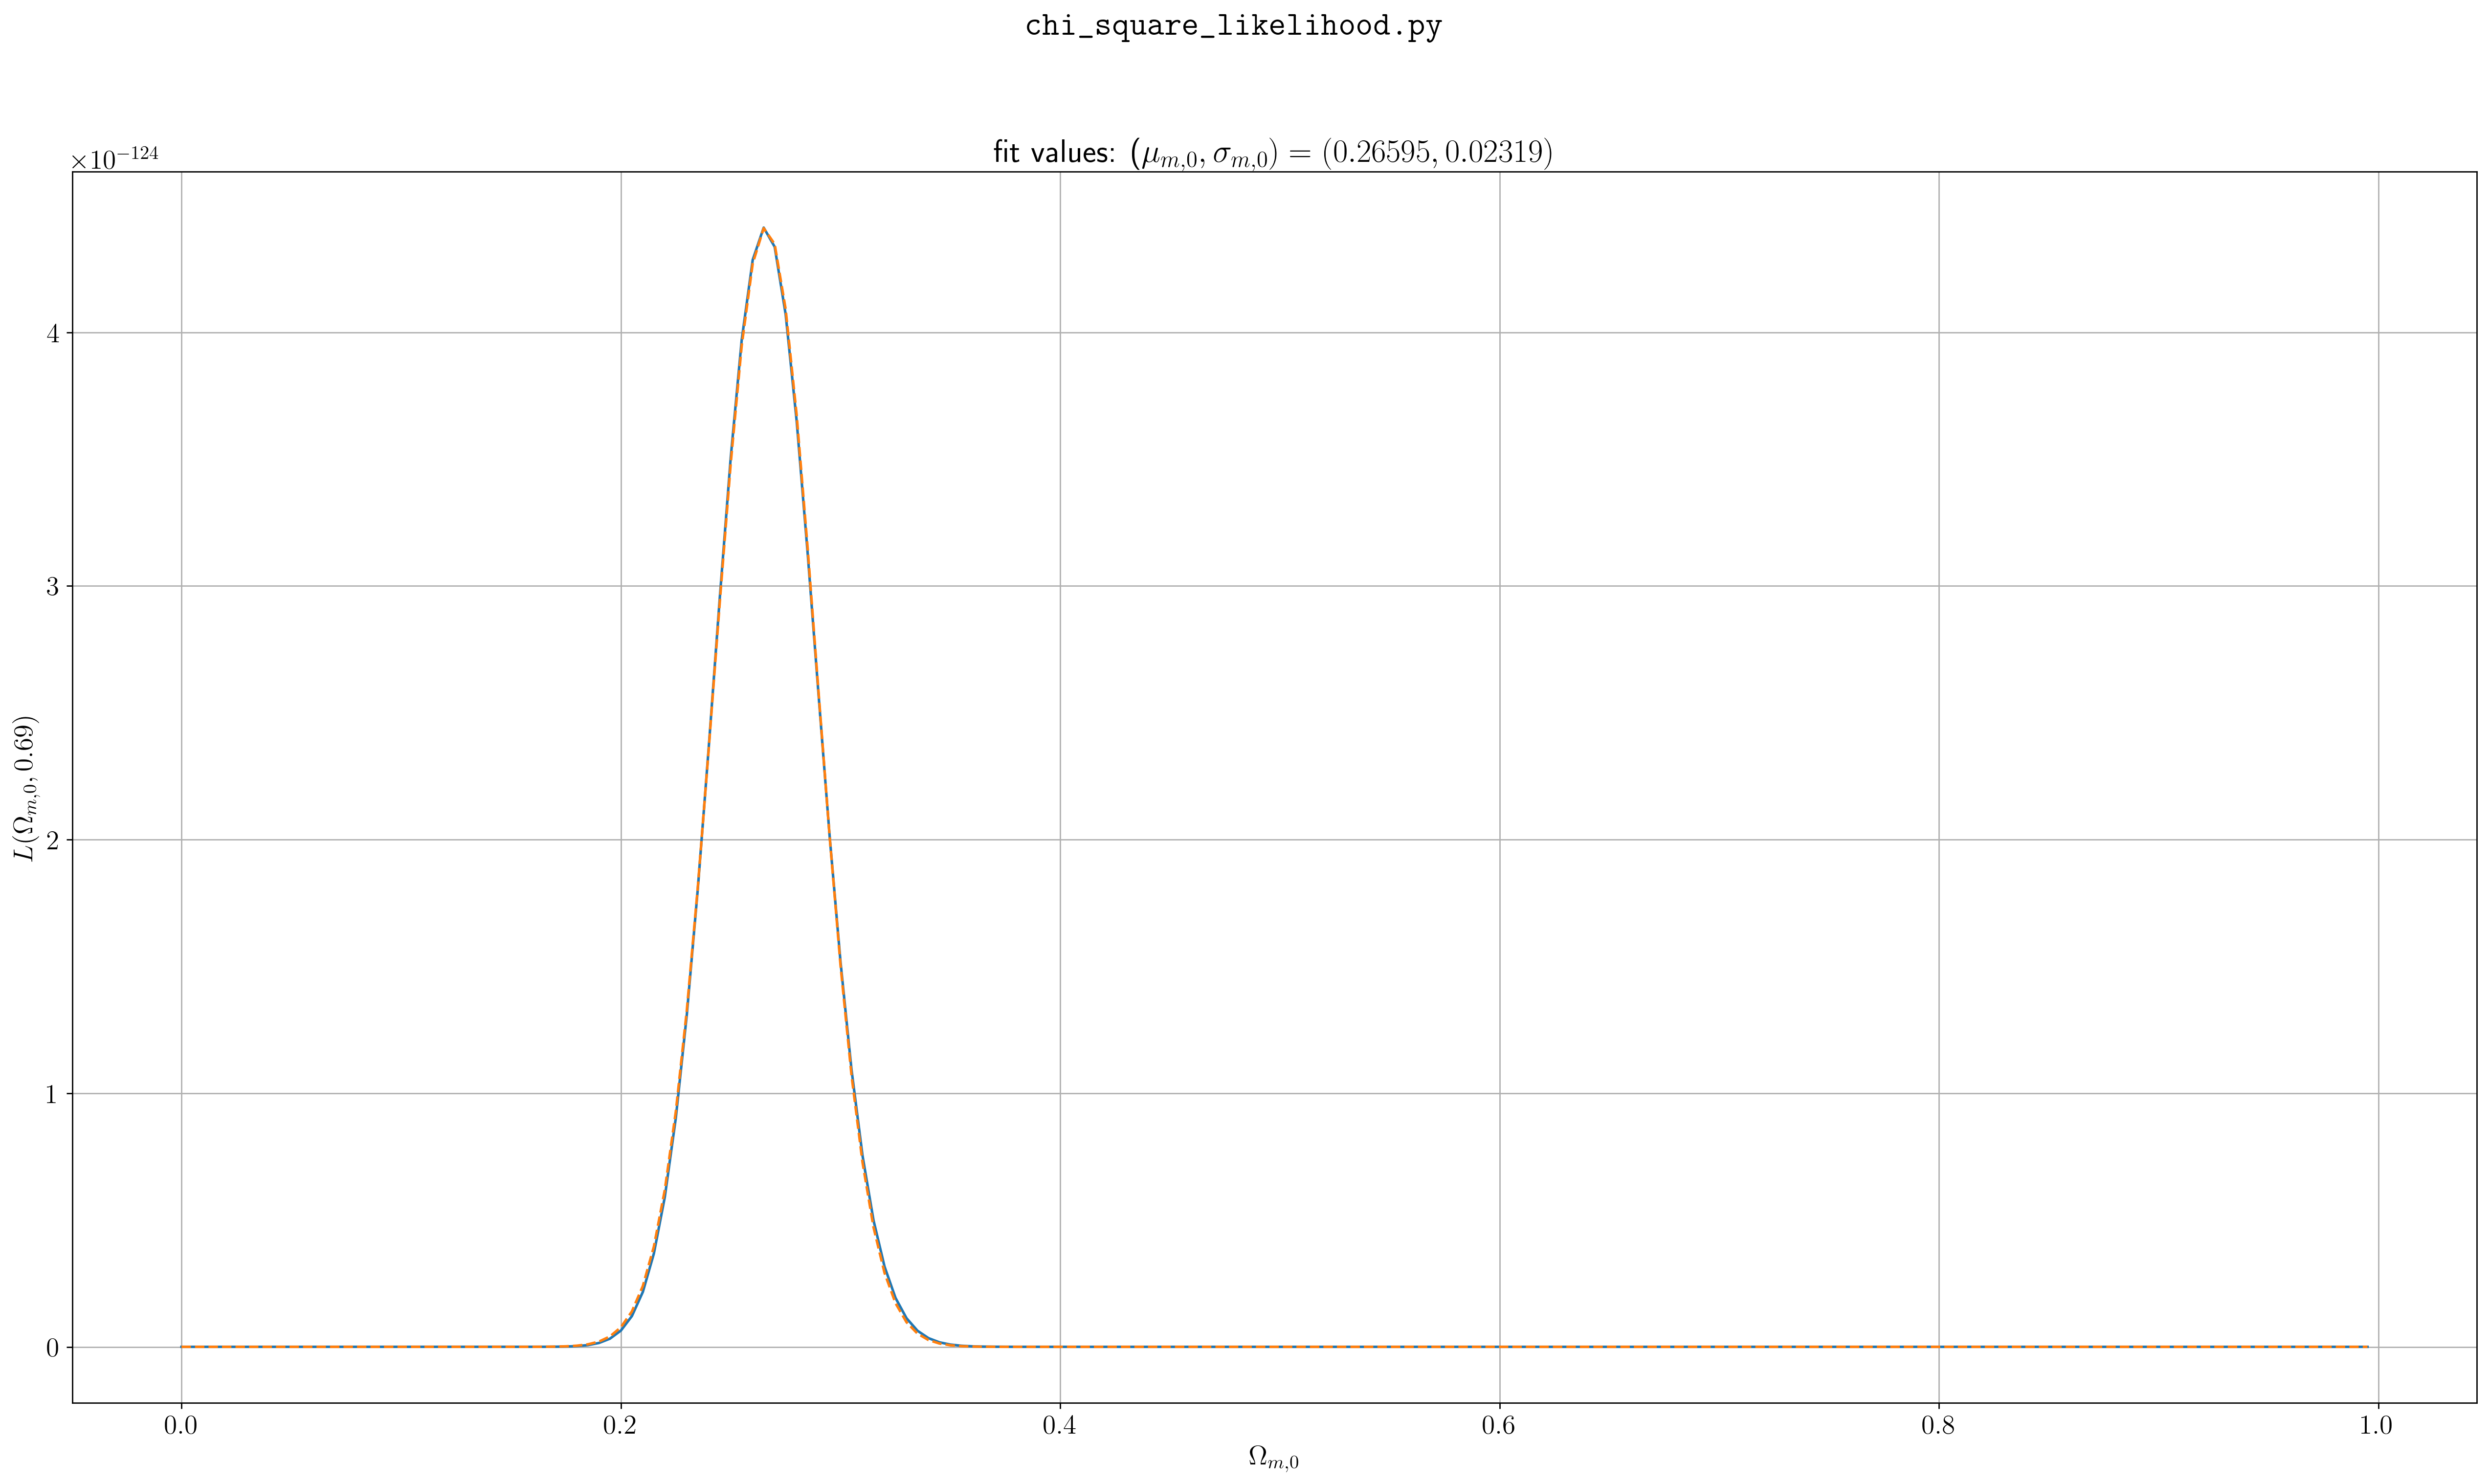 chi_square_likelihood.py
fit values: (μ_{m,0}, σ_{m,0}) = (0.26595, 0.02319)
×10^{−124}
4
3
2
1
0
L(Ω_{m,0}, 0.69)
0.0 0.2 0.4 0.6 0.8 1.0
Ω_{m,0}